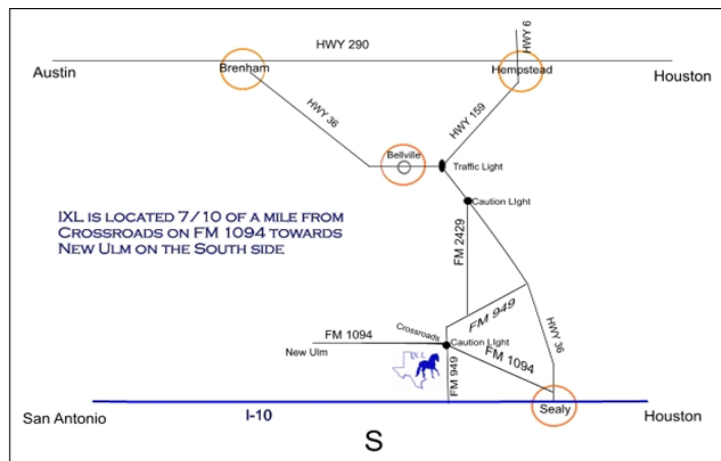 HWY 6
HWY 290
Austin
Brenham
Hempstead
Houston
HWY 36
HWY 159
Bellville
Traffic Light
Caution LIght
IXL IS LOCATED 7/10 OF A MILE FROM
CROSSROADS ON FM 1094 TOWARDS
NEW ULM ON THE SOUTH SIDE
FM 2429
FM 949
HWY 36
FM 1094
Crossroads
Caution LIght
New Ulm
IXL
FM 949
FM 1094
Sealy
San Antonio
I-10
Houston
S